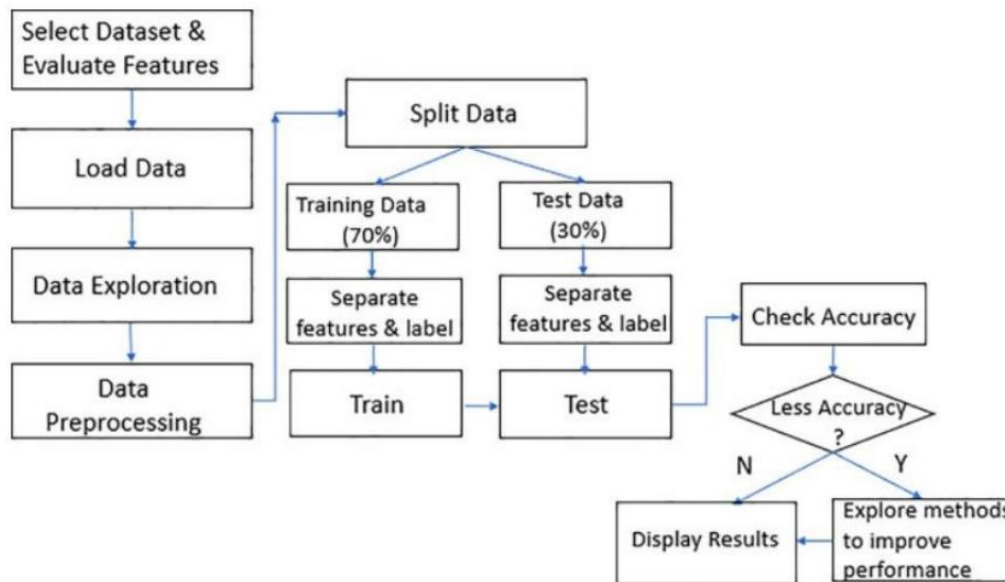 Select Dataset &
Evaluate Features
Load Data
Data Exploration
Data
Preprocessing
Split Data
Training Data
(70%)
Test Data
(30%)
Separate
features & label
Separate
features & label
Train
Test
Check Accuracy
Less Accuracy
?
N
Y
Display Results
Explore methods
to improve
performance